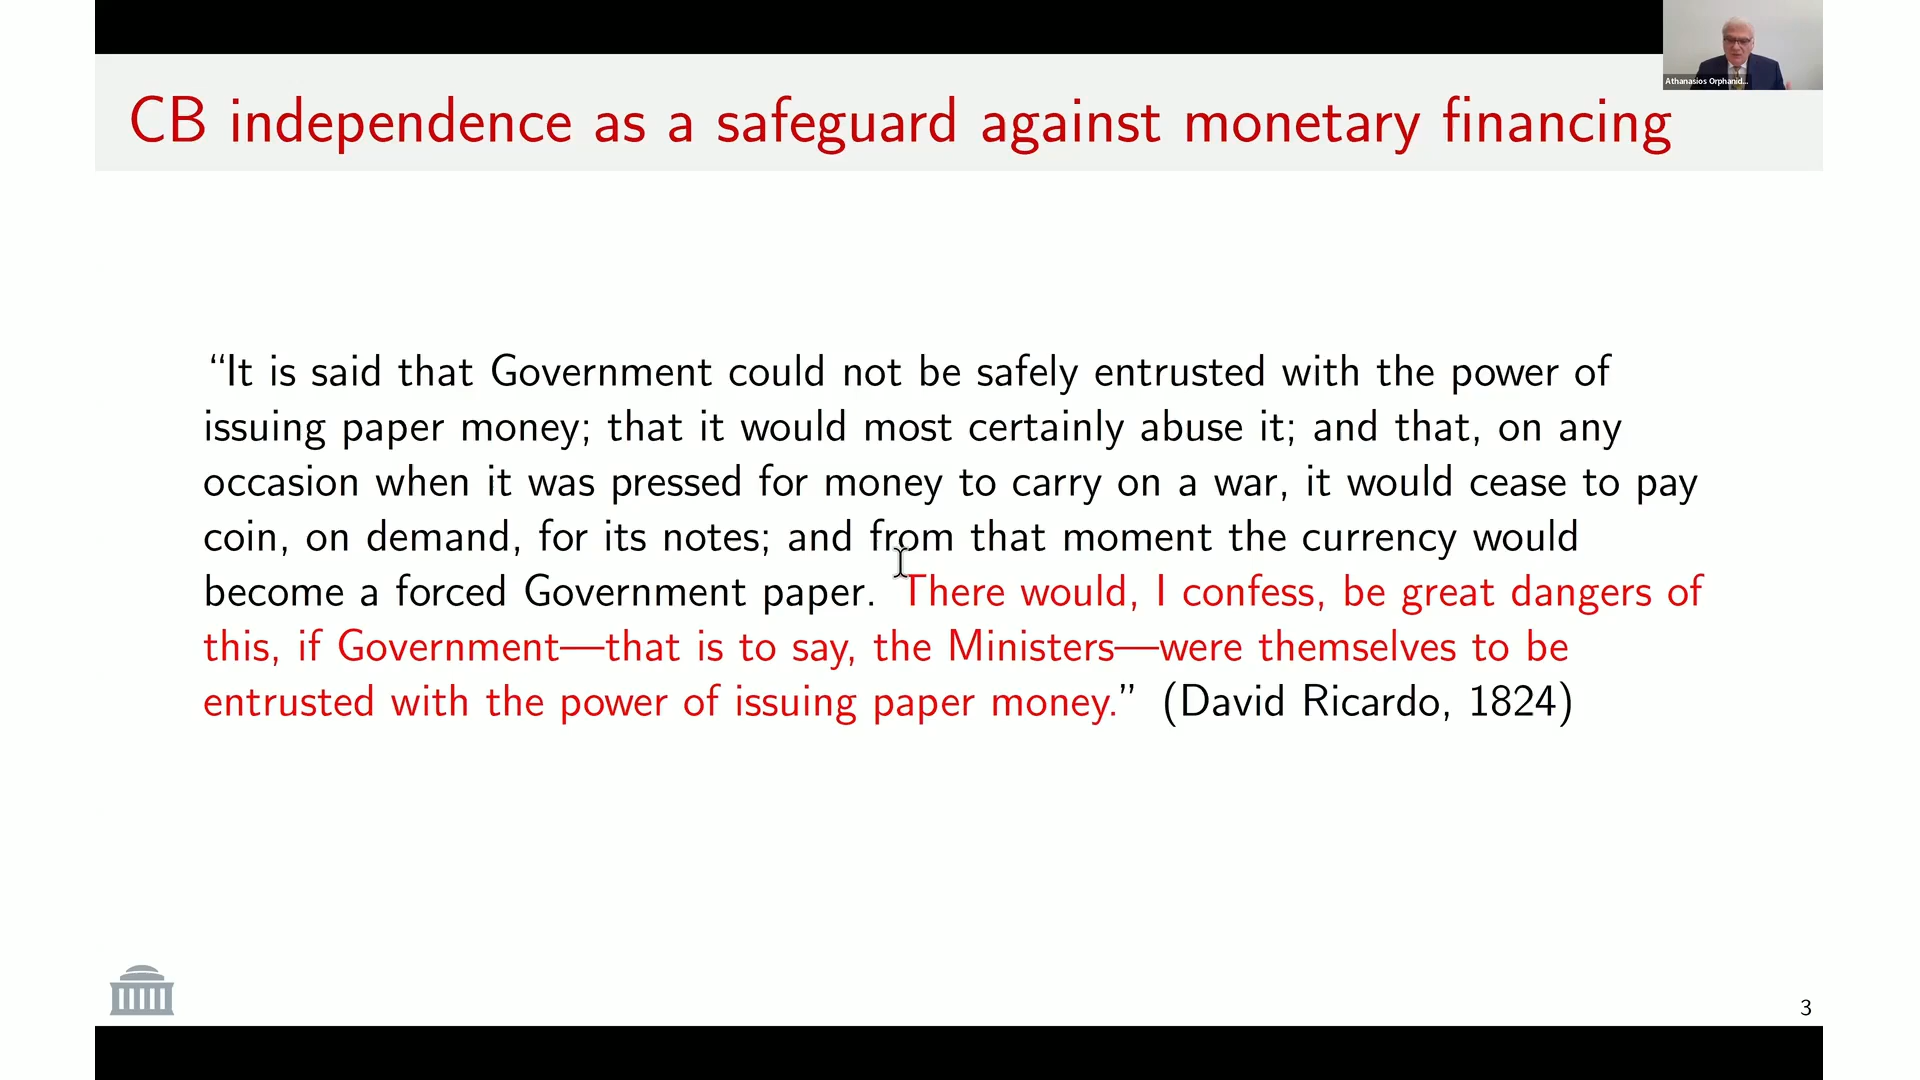 Athanasios Orphanid...
CB independence as a safeguard against monetary financing
“It is said that Government could not be safely entrusted with the power of
issuing paper money; that it would most certainly abuse it; and that, on any
occasion when it was pressed for money to carry on a war, it would cease to pay
coin, on demand, for its notes; and from that moment the currency would
become a forced Government paper. There would, I confess, be great dangers of
this, if Government—that is to say, the Ministers—were themselves to be
entrusted with the power of issuing paper money.” (David Ricardo, 1824)
3